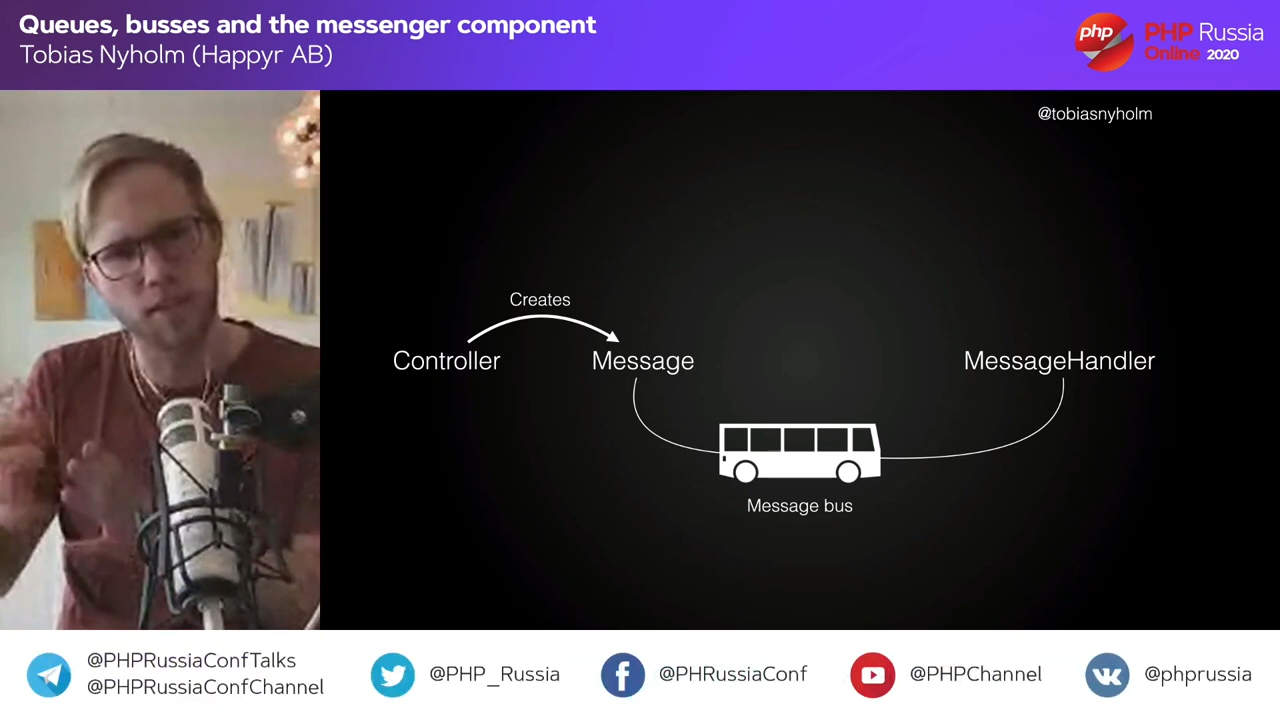 Queues, busses and the messenger component
Tobias Nyholm (Happyr AB)
php
PHP Russia
Online 2020
@tobiasnyholm
Creates
Controller
Message
MessageHandler
Message bus
@PHPRussiaConfTalks
@PHPRussiaConfChannel
@PHP_Russia
@PHRussiaConf
@PHPChannel
@phprussia